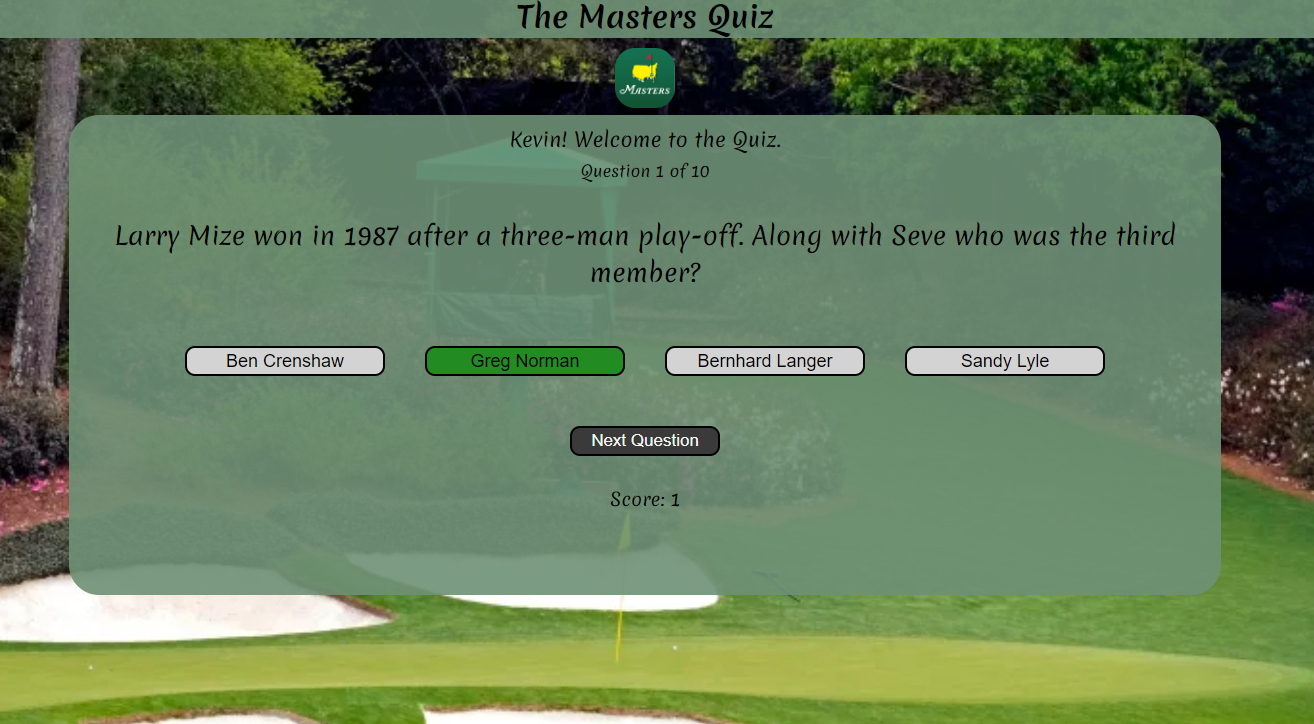 The Masters Quiz
MASTERS
Kevin! Welcome to the Quiz.
Question 1 of 10
Larry Mize won in 1987 after a three-man play-off. Along with Seve who was the third
member?
Ben Crenshaw
Greg Norman
Bernhard Langer
Sandy Lyle
Next Question
Score: 1